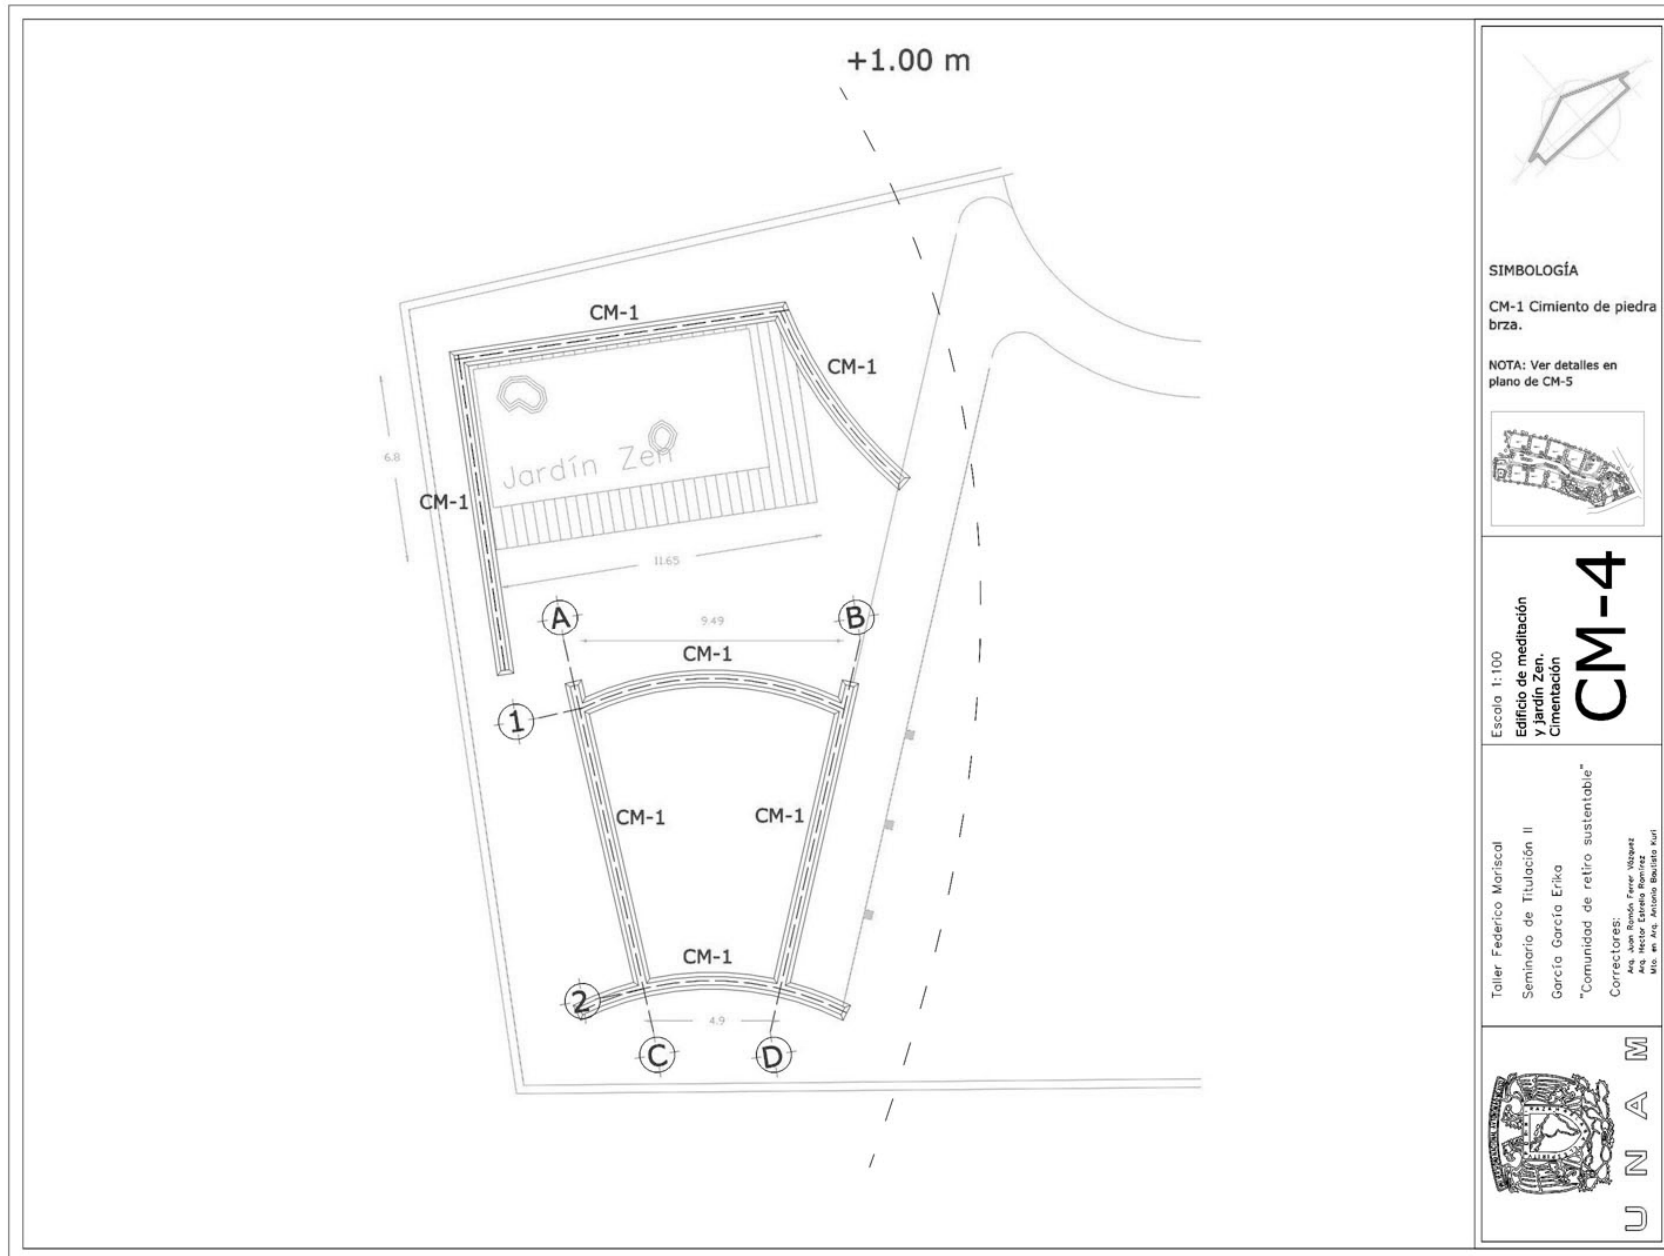 +1.00 m
CM-1
CM-1
6.8
Jardín Zen
CM-1
11.65
A
B
9.49
CM-1
1
CM-1
CM-1
CM-1
2
4.9
C
D
SIMBOLOGÍA
CM-1 Cimiento de piedra
brza.
NOTA: Ver detalles en
plano de CM-5
Escala 1:100
Edificio de meditación
y jardín Zen.
Cimentación
CM-4
Taller Federico Mariscal
Seminario de Titulación II
García García Erika
"Comunidad de retiro sustentable"
Correctores:
Arq. Juan Ramón Ferrer Vázquez
Arq. Hector Estrella Ramírez
Mto. en Arq. Antonio Bautista Kuri
U N A M